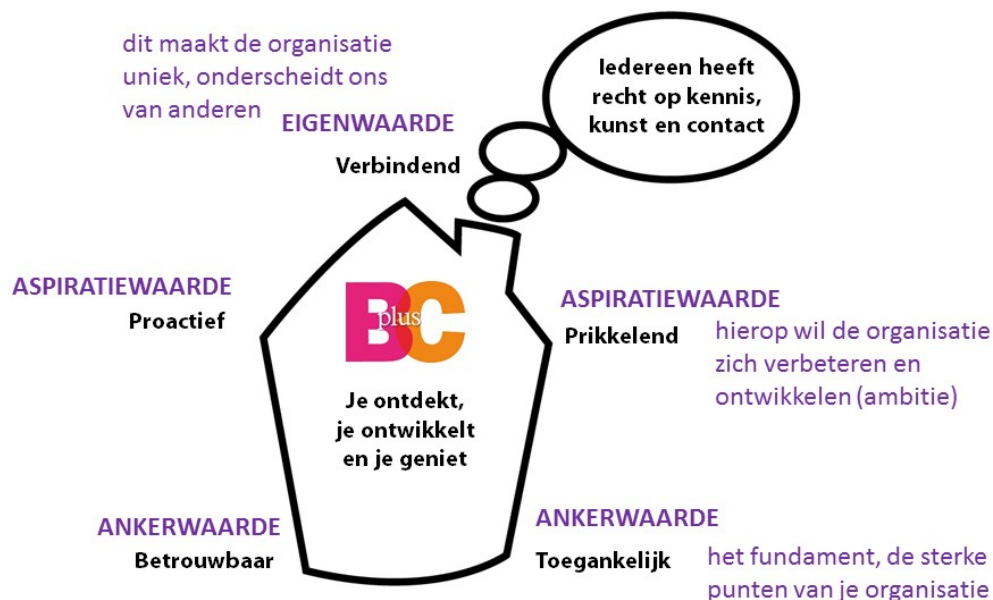 dit maakt de organisatie
uniek, onderscheidt ons
van anderen
EIGENWAARDE
Verbindend
Iedereen heeft
recht op kennis,
kunst en contact
ASPIRATIEWAARDE
Proactief
B plus C
ASPIRATIEWAARDE
Prikkelend
hierop wil de organisatie
zich verbeteren en
ontwikkelen (ambitie)
Je ontdekt,
je ontwikkelt
en je geniet
ANKERWAARDE
Betrouwbaar
ANKERWAARDE
Toegankelijk
het fundament, de sterke
punten van je organisatie